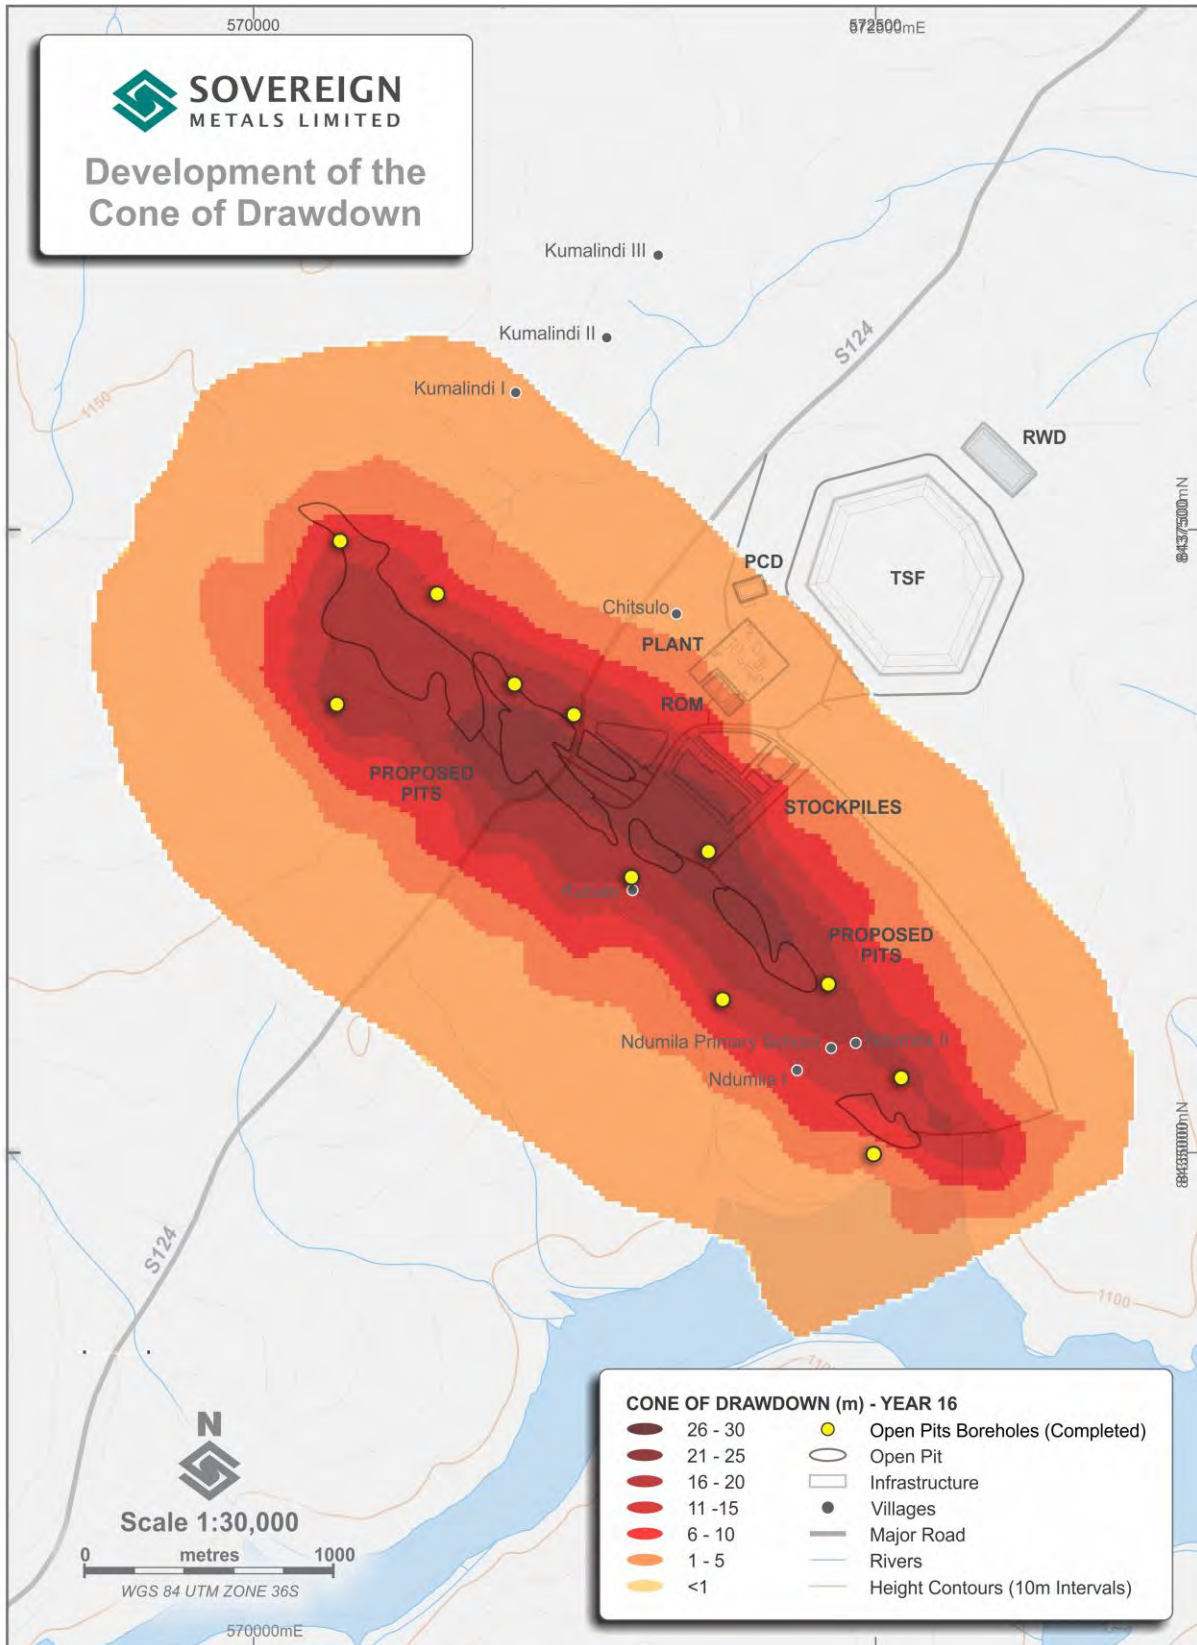 570000
572500
572500mE
SOVEREIGN
METALS LIMITED
Development of the
Cone of Drawdown
Kumalindi III
Kumalindi II
Kumalindi I
S124
1150
RWD
8437500mN
PCD
TSF
Chitsulo
PLANT
ROM
PROPOSED
PITS
STOCKPILES
PROPOSED
PITS
Ndumila Primary School
Ndumila II
Ndumila I
8435000mN
S124
1100
CONE OF DRAWDOWN (m) - YEAR 16
26 - 30
Open Pits Boreholes (Completed)
21 - 25
Open Pit
16 - 20
Infrastructure
11 -15
Villages
6 - 10
Major Road
1 - 5
Rivers
<1
Height Contours (10m Intervals)
N
Scale 1:30,000
0 metres 1000
WGS 84 UTM ZONE 36S
570000mE